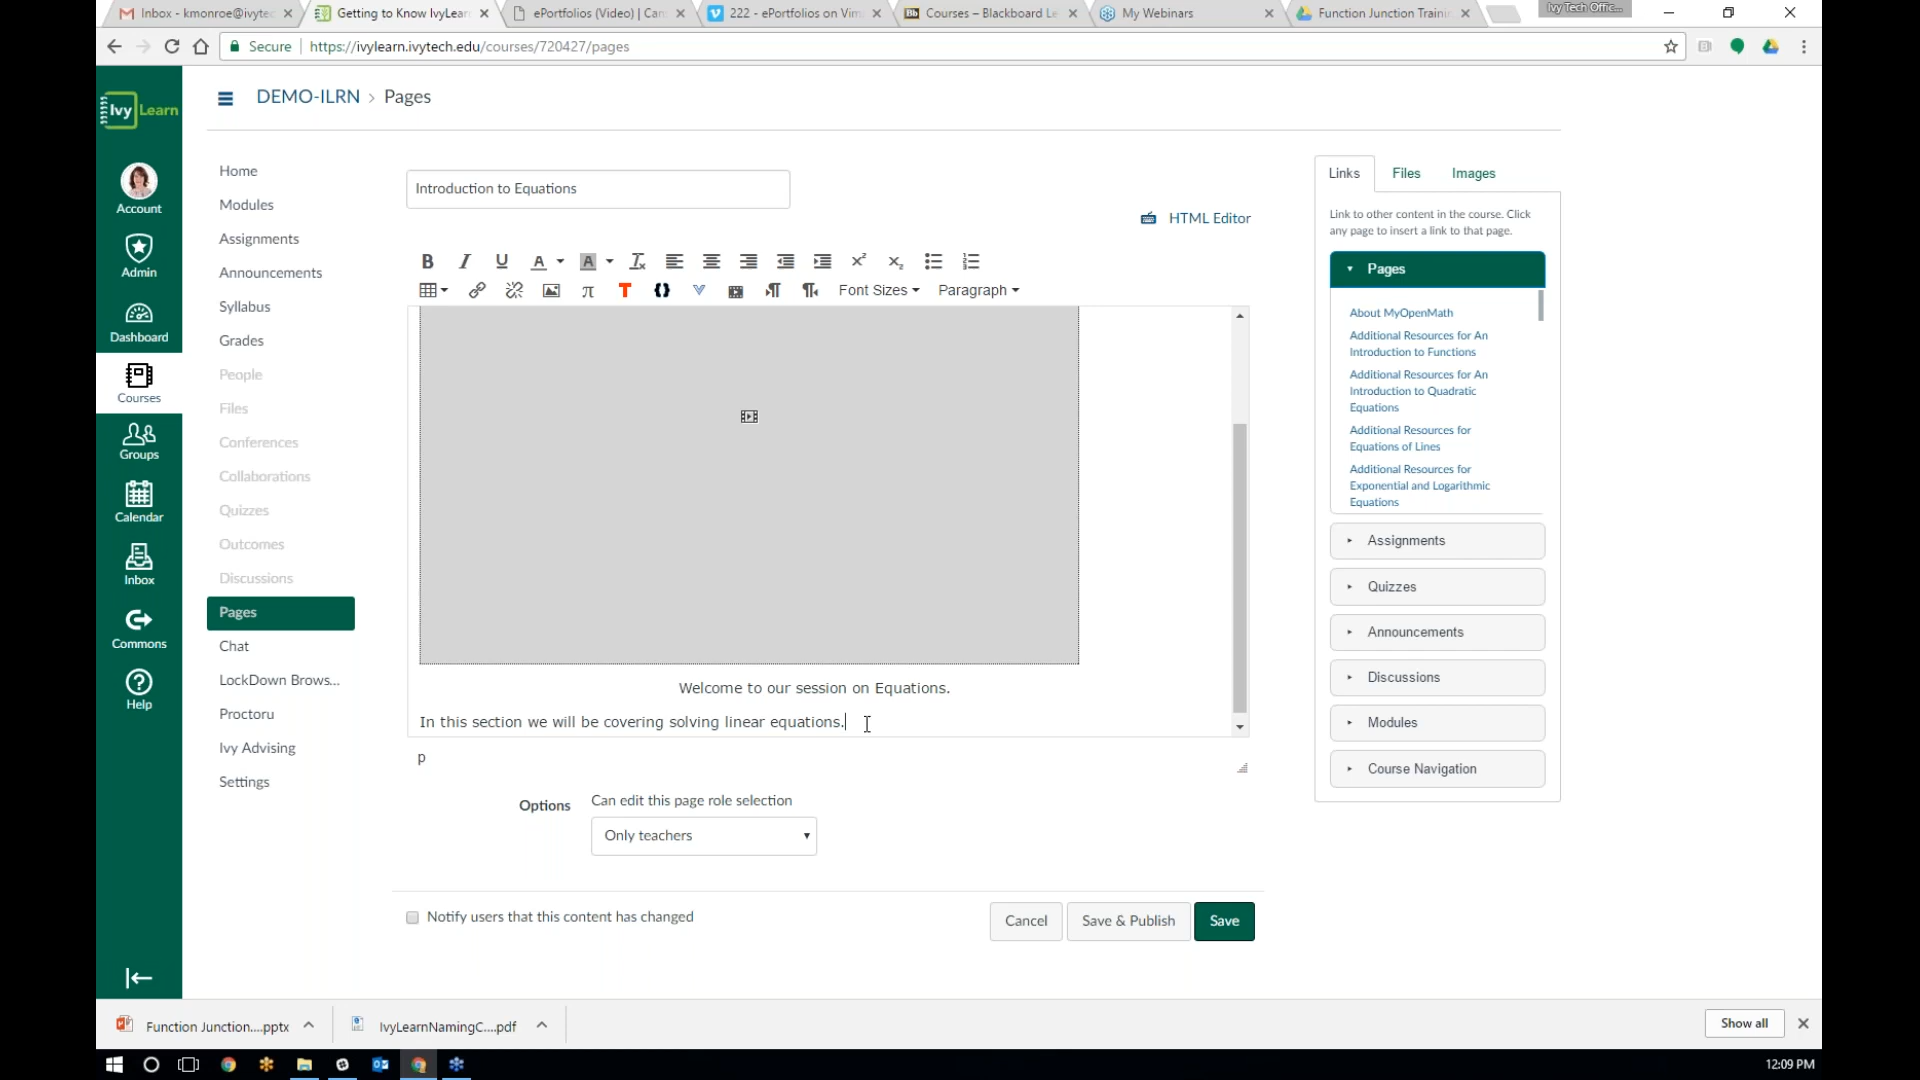 Inbox - kmonroe@ivytec
Getting to Know IvyLearn
ePortfolios (Video) | Can
222 - ePortfolios on Vim
Courses – Blackboard Le
My Webinars
Function Junction Trainin
Ivy Tech Offic...
Secure
https://ivylearn.ivytech.edu/courses/720427/pages
Ivy Learn
DEMO-ILRN > Pages
Account
Admin
Dashboard
Courses
Groups
Calendar
Inbox
Commons
Help
Home
Modules
Assignments
Announcements
Syllabus
Grades
People
Files
Conferences
Collaborations
Quizzes
Outcomes
Discussions
Pages
Chat
LockDown Brows...
Proctoru
Ivy Advising
Settings
Introduction to Equations
HTML Editor
Font Sizes
Paragraph
Welcome to our session on Equations.
In this section we will be covering solving linear equations.
p
Options
Can edit this page role selection
Only teachers
Notify users that this content has changed
Cancel
Save & Publish
Save
Links
Files
Images
Link to other content in the course. Click
any page to insert a link to that page.
Pages
About MyOpenMath
Additional Resources for An
Introduction to Functions
Additional Resources for An
Introduction to Quadratic
Equations
Additional Resources for
Equations of Lines
Additional Resources for
Exponential and Logarithmic
Equations
Assignments
Quizzes
Announcements
Discussions
Modules
Course Navigation
Function Junction....pptx
IvyLearnNamingC....pdf
Show all
12:09 PM